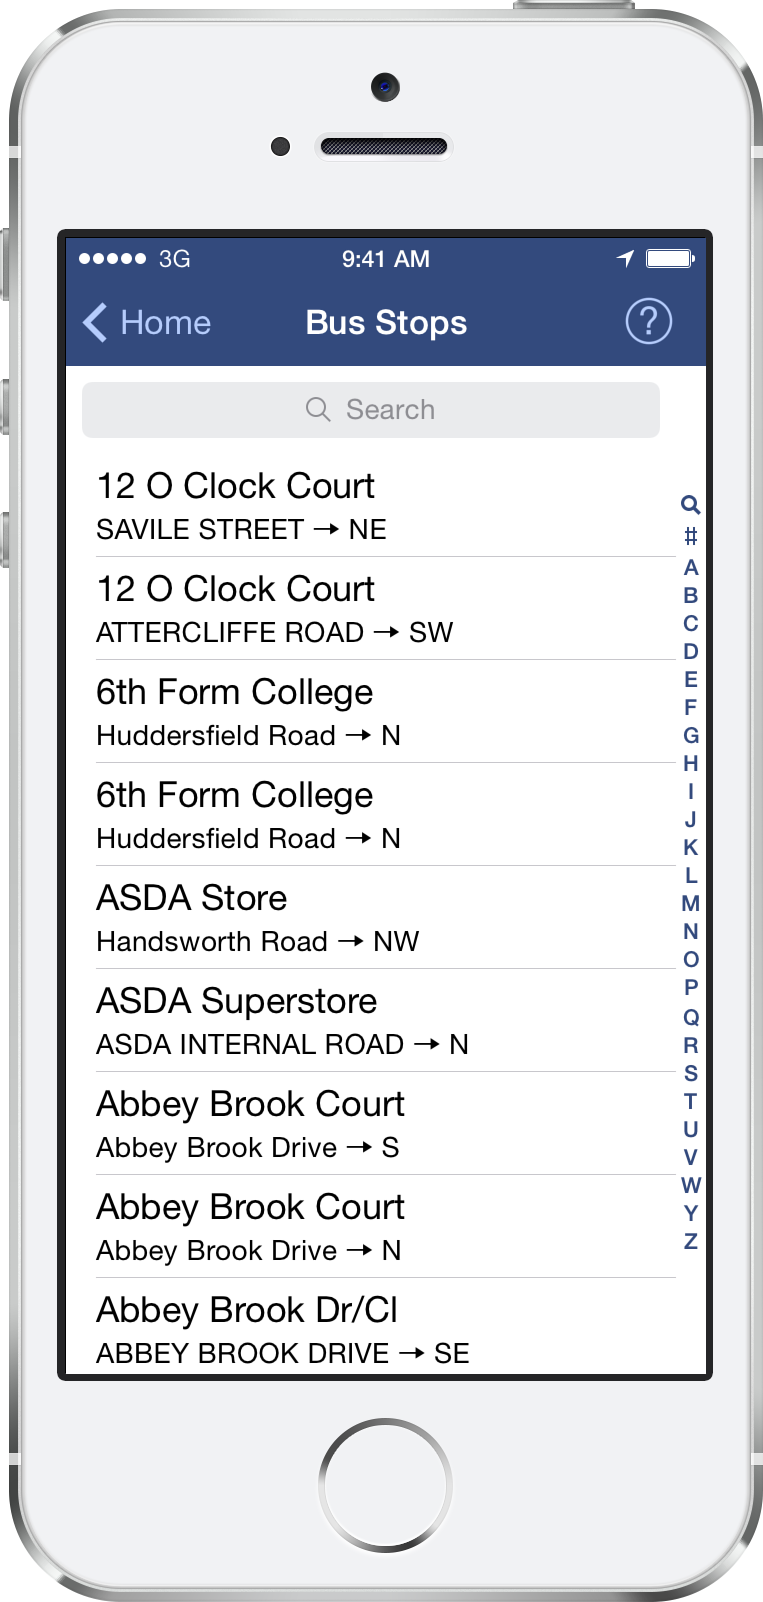 3G 9:41 AM
Home Bus Stops ?
Search
12 O Clock Court
SAVILE STREET → NE
12 O Clock Court
ATTERCLIFFE ROAD → SW
6th Form College
Huddersfield Road → N
6th Form College
Huddersfield Road → N
ASDA Store
Handsworth Road → NW
ASDA Superstore
ASDA INTERNAL ROAD → N
Abbey Brook Court
Abbey Brook Drive → S
Abbey Brook Court
Abbey Brook Drive → N
Abbey Brook Dr/Cl
ABBEY BROOK DRIVE → SE
#
A
B
C
D
E
F
G
H
I
J
K
L
M
N
O
P
Q
R
S
T
U
V
W
Y
Z